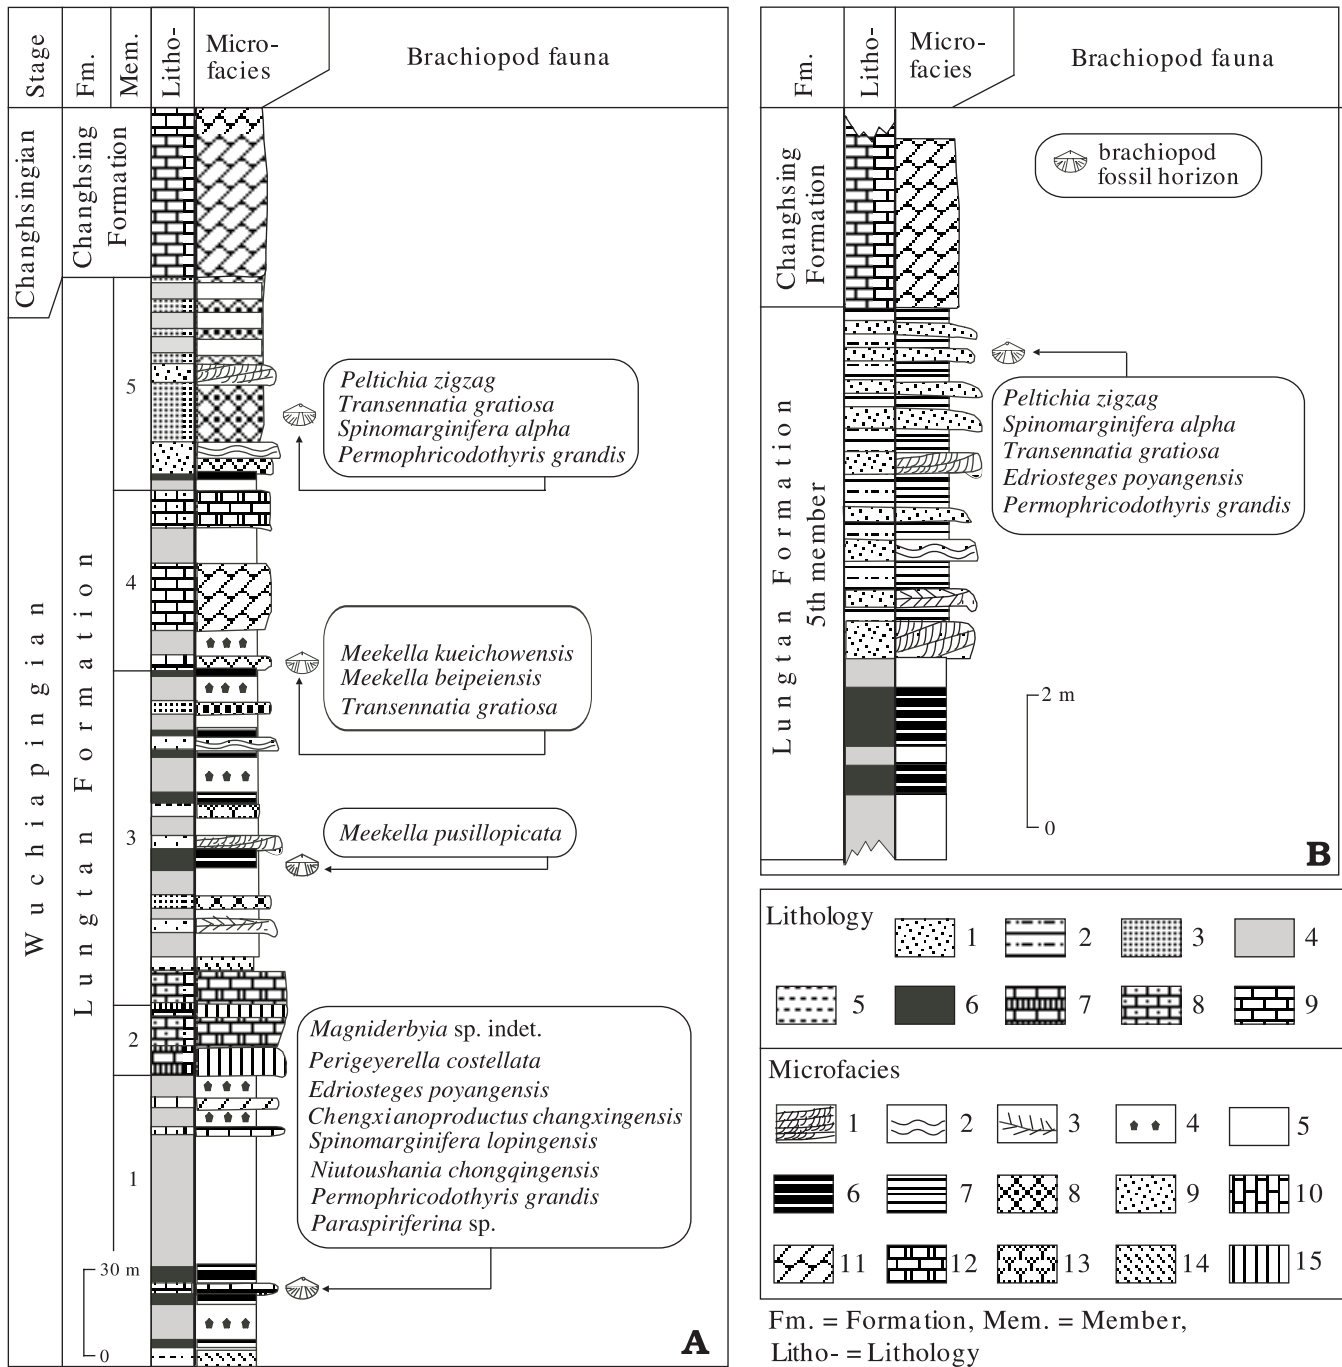 Stage
Fm.
Mem.
Litho-
Micro-
facies
Brachiopod fauna
Changhsingian
Changhsing
Formation
Wuchiapingian
Lungtan Formation
5
4
3
2
1
Peltichia zigzag
Transennatia gratiosa
Spinomarginifera alpha
Permophricodothyris grandis
Meekella kueichowensis
Meekella beipeiensis
Transennatia gratiosa
Meekella pusillopicata
Magniderbyia sp. indet.
Perigeyerella costellata
Edriosteges poyangensis
Chengxianoproductus changxingensis
Spinomarginifera lopingensis
Niutoushania chongqingensis
Permophricodothyris grandis
Paraspiriferina sp.
30 m
0
A
Fm.
Litho-
Micro-
facies
Brachiopod fauna
Changhsing
Formation
Lungtan Formation
5th member
brachiopod
fossil horizon
Peltichia zigzag
Spinomarginifera alpha
Transennatia gratiosa
Edriosteges poyangensis
Permophricodothyris grandis
2 m
0
B
Lithology
1 2 3 4
5 6 7 8 9
Microfacies
1 2 3 4 5
6 7 8 9 10
11 12 13 14 15
Fm. = Formation, Mem. = Member,
Litho- = Lithology